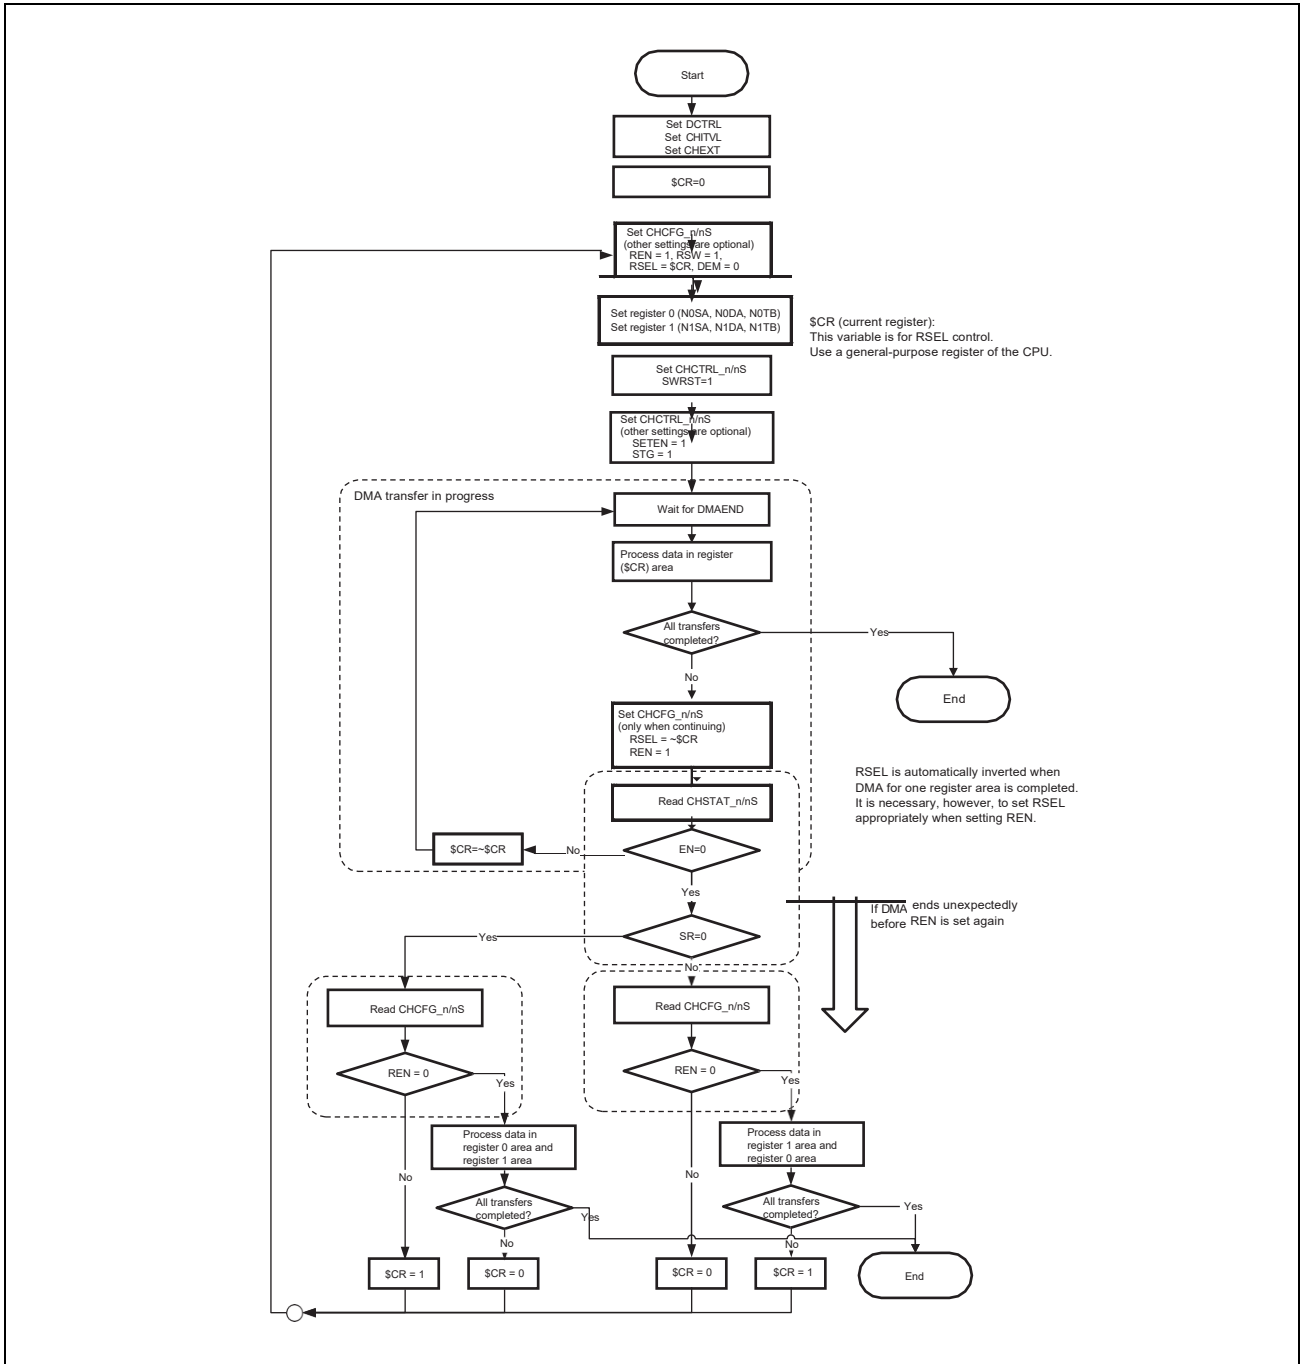 Start
Set DCTRL
Set CHITVL
Set CHEXT
$CR=0
Set CHCFG_n/nS
(other settings are optional)
REN = 1, RSW = 1,
RSEL = $CR, DEM = 0
Set register 0 (N0SA, N0DA, N0TB)
Set register 1 (N1SA, N1DA, N1TB)
$CR (current register):
This variable is for RSEL control.
Use a general-purpose register of the CPU.
Set CHCTRL_n/nS
SWRST=1
Set CHCTRL_n/nS
(other settings are optional)
SETEN = 1
STG = 1
DMA transfer in progress
Wait for DMAEND
Process data in register
($CR) area
All transfers
completed?
Yes
No
End
Set CHCFG_n/nS
(only when continuing)
RSEL = ~$CR
REN = 1
RSEL is automatically inverted when
DMA for one register area is completed.
It is necessary, however, to set RSEL
appropriately when setting REN.
Read CHSTAT_n/nS
$CR=~$CR
No
EN=0
Yes
If DMA ends unexpectedly
before REN is set again
Yes
SR=0
No
Read CHCFG_n/nS
Read CHCFG_n/nS
REN = 0
Yes
REN = 0
Yes
Process data in
register 0 area and
register 1 area
Process data in
register 1 area and
register 0 area
No
No
All transfers
completed?
Yes
All transfers
completed?
Yes
No
No
$CR = 1
$CR = 0
$CR = 0
$CR = 1
End